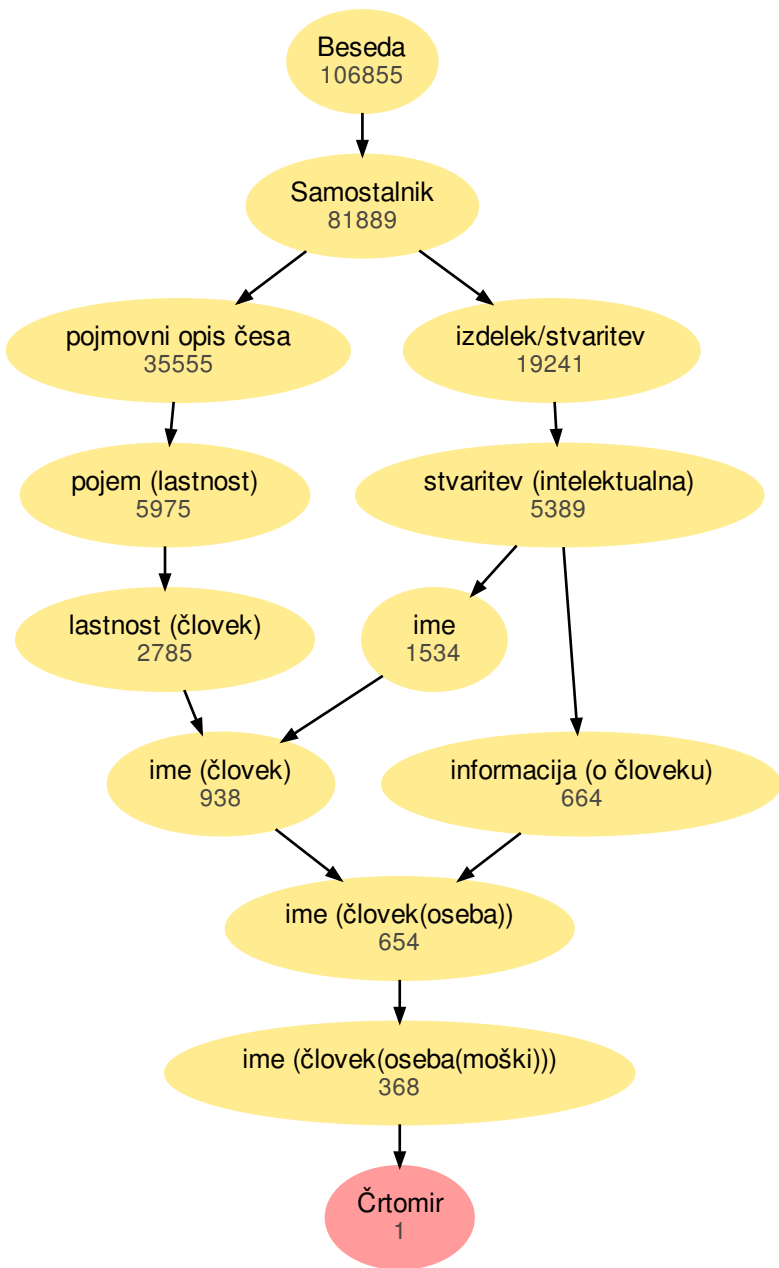 Beseda
106855
Samostalnik
81889
pojmovni opis česa
35555
izdelek/stvaritev
19241
pojem (lastnost)
5975
stvaritev (intelektualna)
5389
lastnost (človek)
2785
ime
1534
ime (človek)
938
informacija (o človeku)
664
ime (človek(oseba))
654
ime (človek(oseba(moški)))
368
Črtomir
1